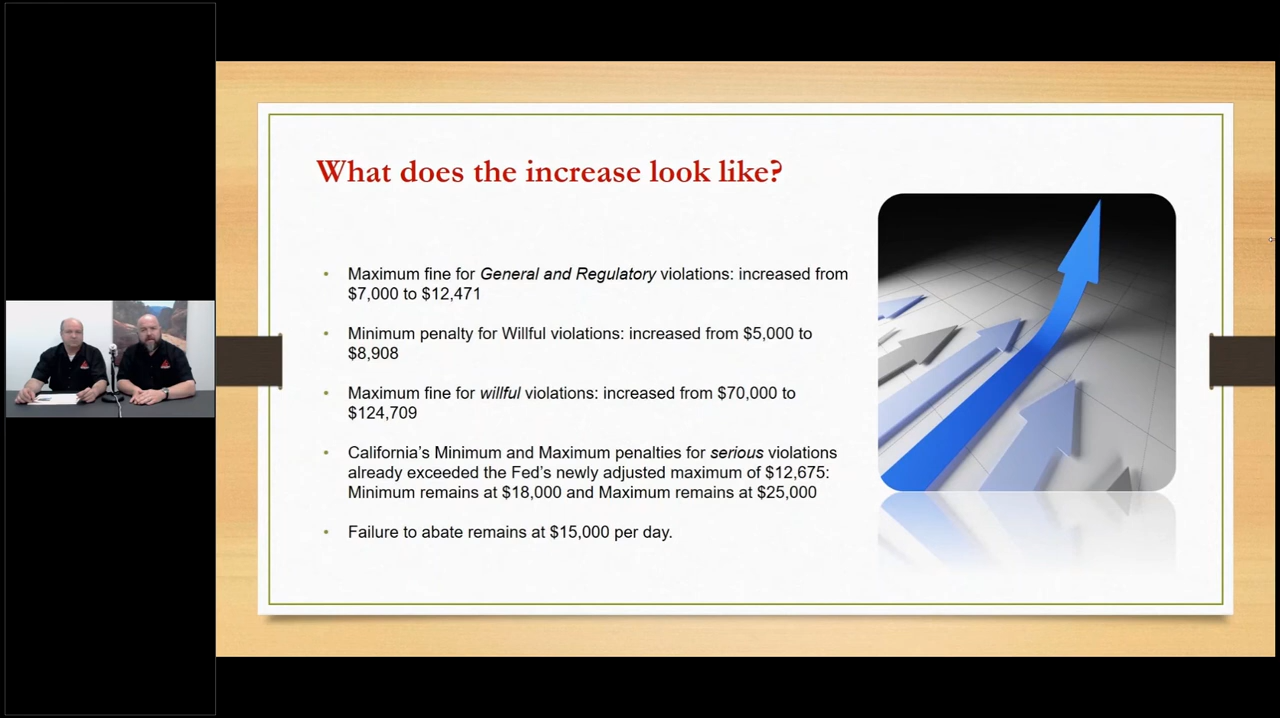 What does the increase look like?
• Maximum fine for General and Regulatory violations: increased from
$7,000 to $12,471
• Minimum penalty for Willful violations: increased from $5,000 to
$8,908
• Maximum fine for willful violations: increased from $70,000 to
$124,709
• California's Minimum and Maximum penalties for serious violations
already exceeded the Fed's newly adjusted maximum of $12,675:
Minimum remains at $18,000 and Maximum remains at $25,000
• Failure to abate remains at $15,000 per day.